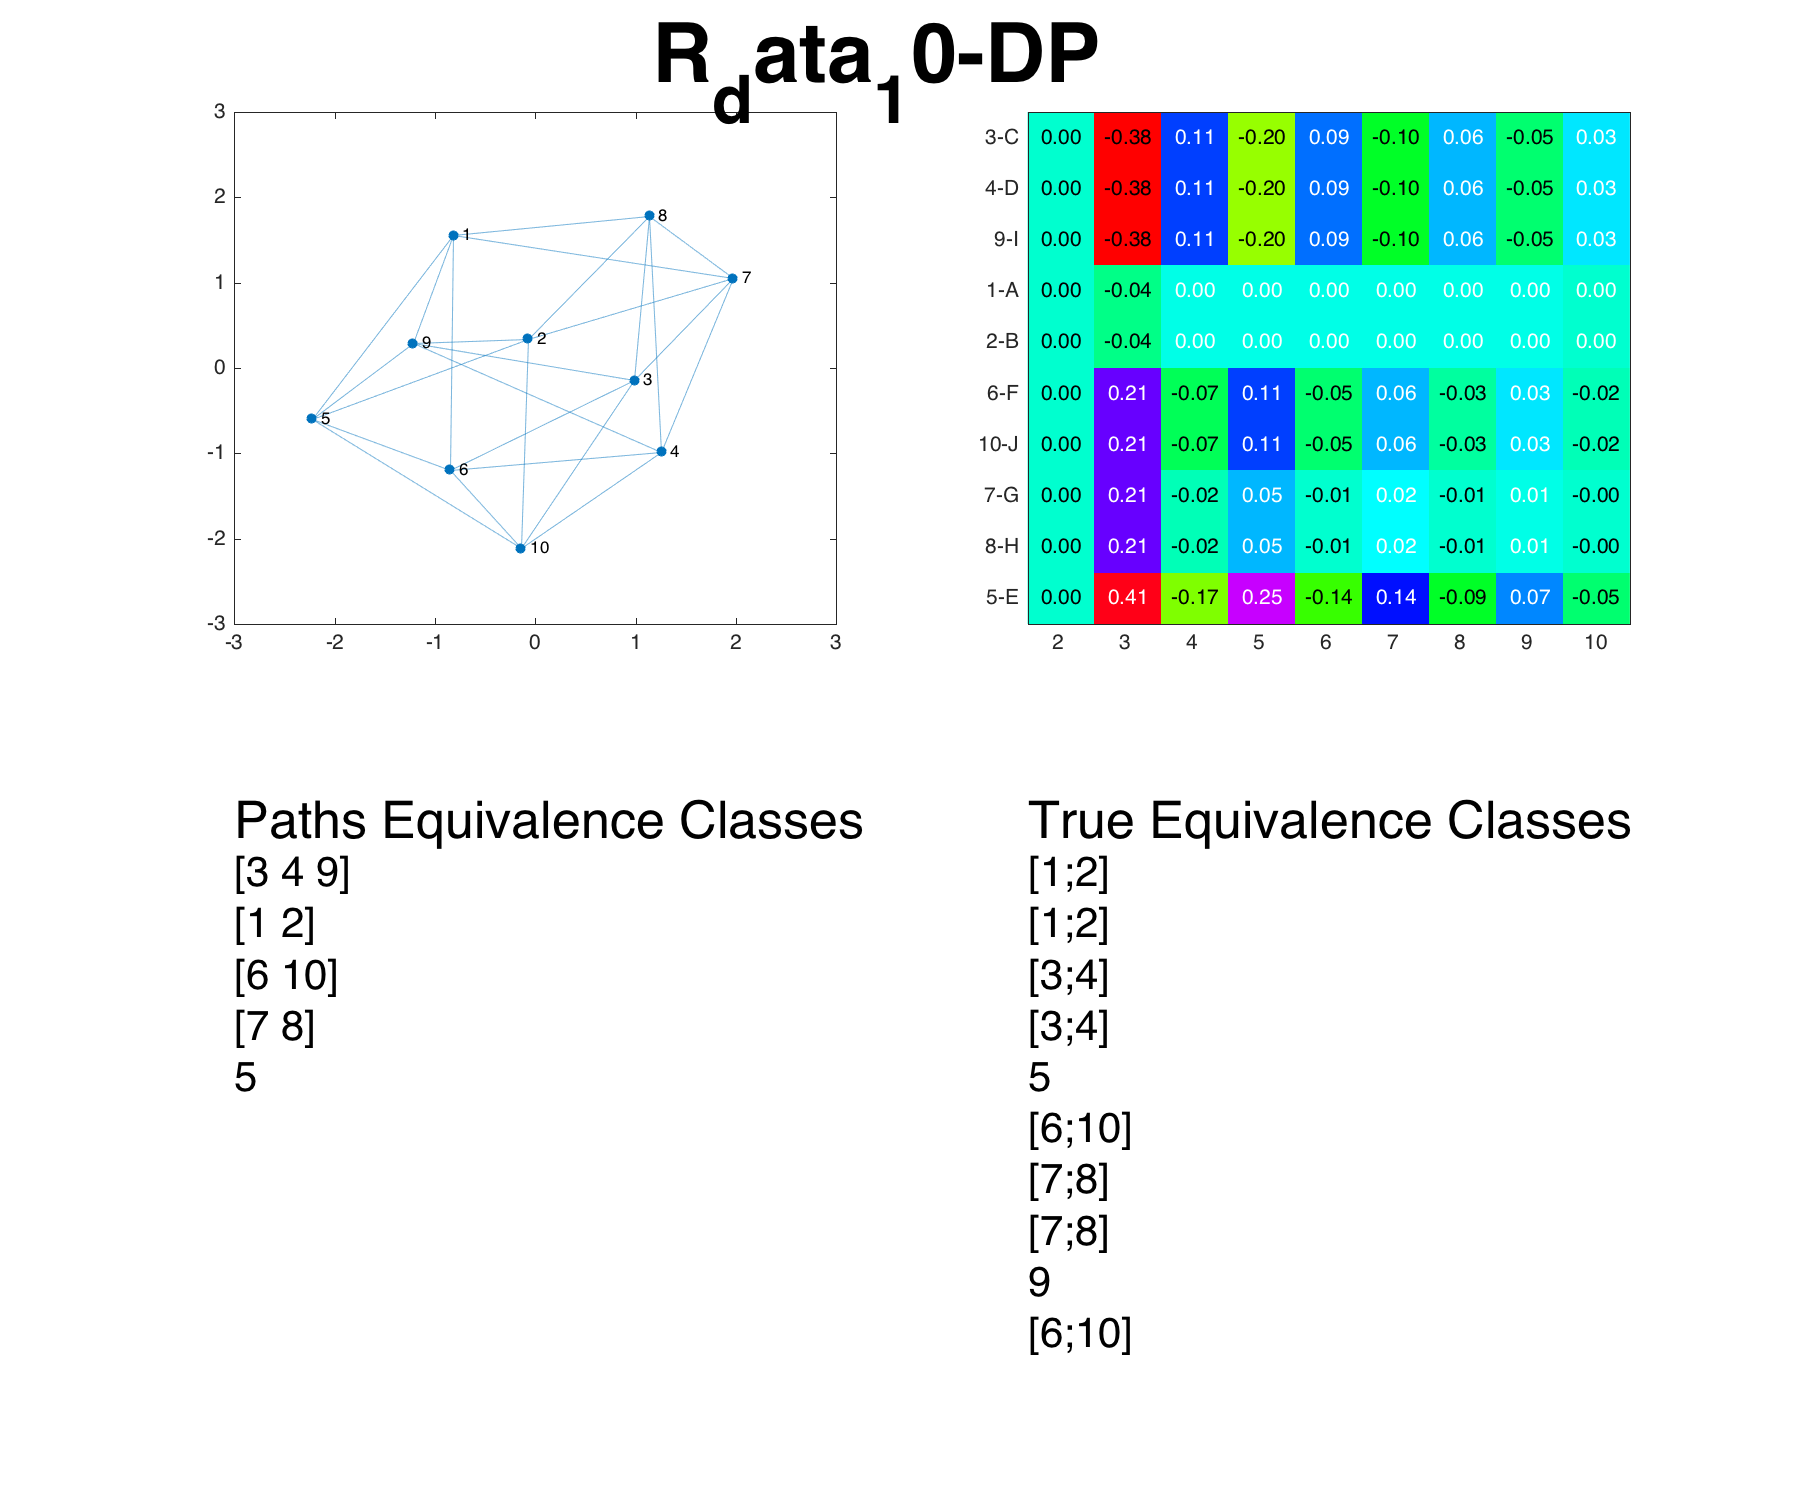 R_data_10-DP
3
2
1
0
-1
-2
-3
-3 -2 -1 0 1 2 3
8
1
7
2
9
3
5
4
6
10
3-C 0.00 -0.38 0.11 -0.20 0.09 -0.10 0.06 -0.05 0.03
4-D 0.00 -0.38 0.11 -0.20 0.09 -0.10 0.06 -0.05 0.03
9-I 0.00 -0.38 0.11 -0.20 0.09 -0.10 0.06 -0.05 0.03
1-A 0.00 -0.04 0.00 0.00 0.00 0.00 0.00 0.00 0.00
2-B 0.00 -0.04 0.00 0.00 0.00 0.00 0.00 0.00 0.00
6-F 0.00 0.21 -0.07 0.11 -0.05 0.06 -0.03 0.03 -0.02
10-J 0.00 0.21 -0.07 0.11 -0.05 0.06 -0.03 0.03 -0.02
7-G 0.00 0.21 -0.02 0.05 -0.01 0.02 -0.01 0.01 -0.00
8-H 0.00 0.21 -0.02 0.05 -0.01 0.02 -0.01 0.01 -0.00
5-E 0.00 0.41 -0.17 0.25 -0.14 0.14 -0.09 0.07 -0.05
2 3 4 5 6 7 8 9 10
Paths Equivalence Classes
[3 4 9]
[1 2]
[6 10]
[7 8]
5
True Equivalence Classes
[1;2]
[1;2]
[3;4]
[3;4]
5
[6;10]
[7;8]
[7;8]
9
[6;10]